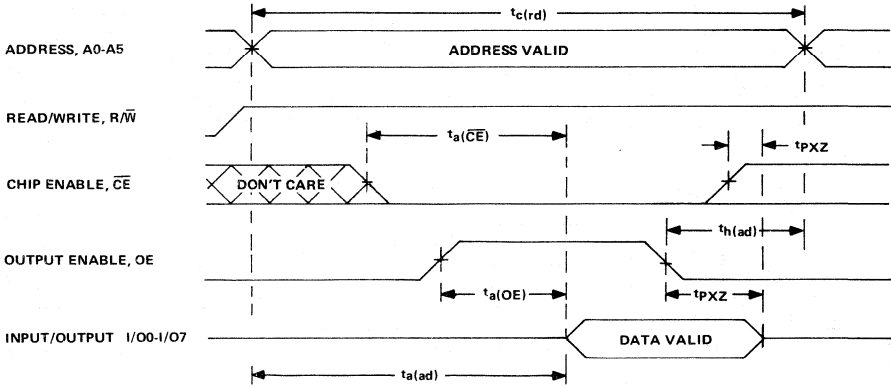 tc(rd)
ADDRESS, A0-A5
ADDRESS VALID
READ/WRITE, R/W̅
ta(C̅E̅)
tPXZ
CHIP ENABLE, C̅E̅
DON'T CARE
th(ad)
OUTPUT ENABLE, OE
ta(OE)
tPXZ
INPUT/OUTPUT I/O0-I/O7
DATA VALID
ta(ad)